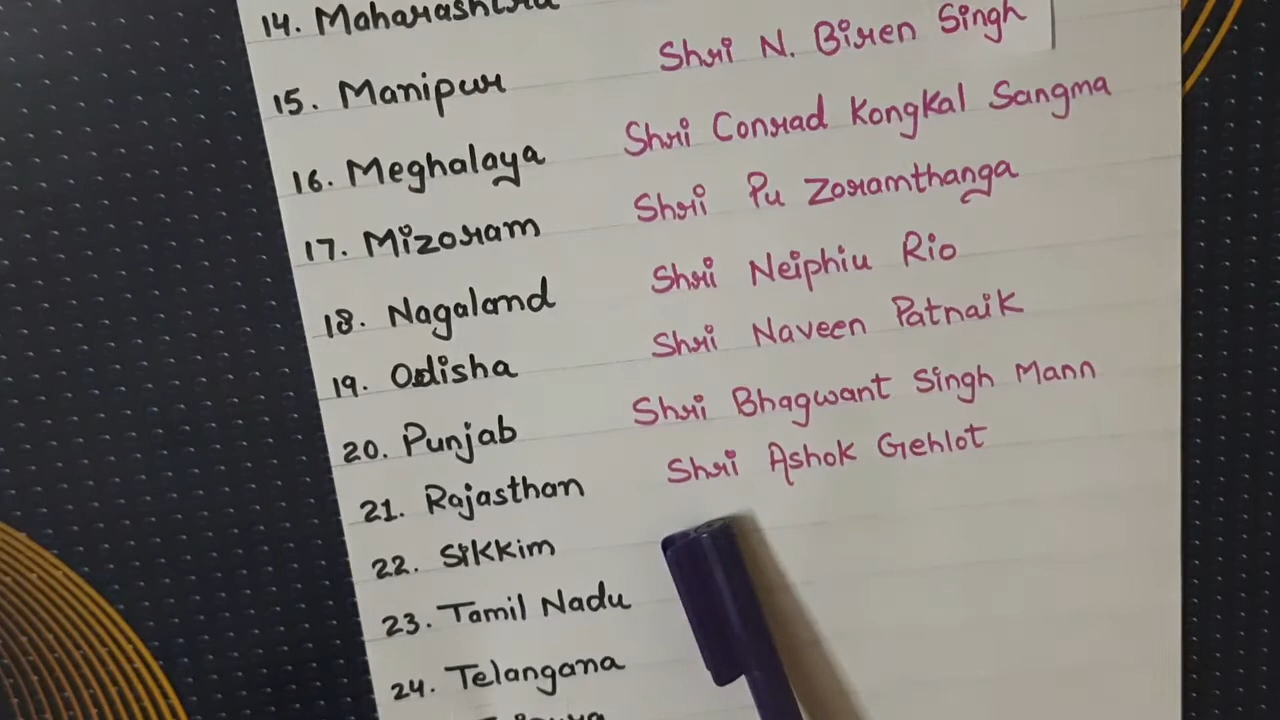 14. Maharashtra
15. Manipur Shri N. Biren Singh
16. Meghalaya Shri Conrad Kongkal Sangma
17. Mizoram Shri Pu Zoramthanga
18. Nagaland Shri Neiphiu Rio
19. Odisha Shri Naveen Patnaik
20. Punjab Shri Bhagwant Singh Mann
21. Rajasthan Shri Ashok Gehlot
22. Sikkim
23. Tamil Nadu
24. Telangana